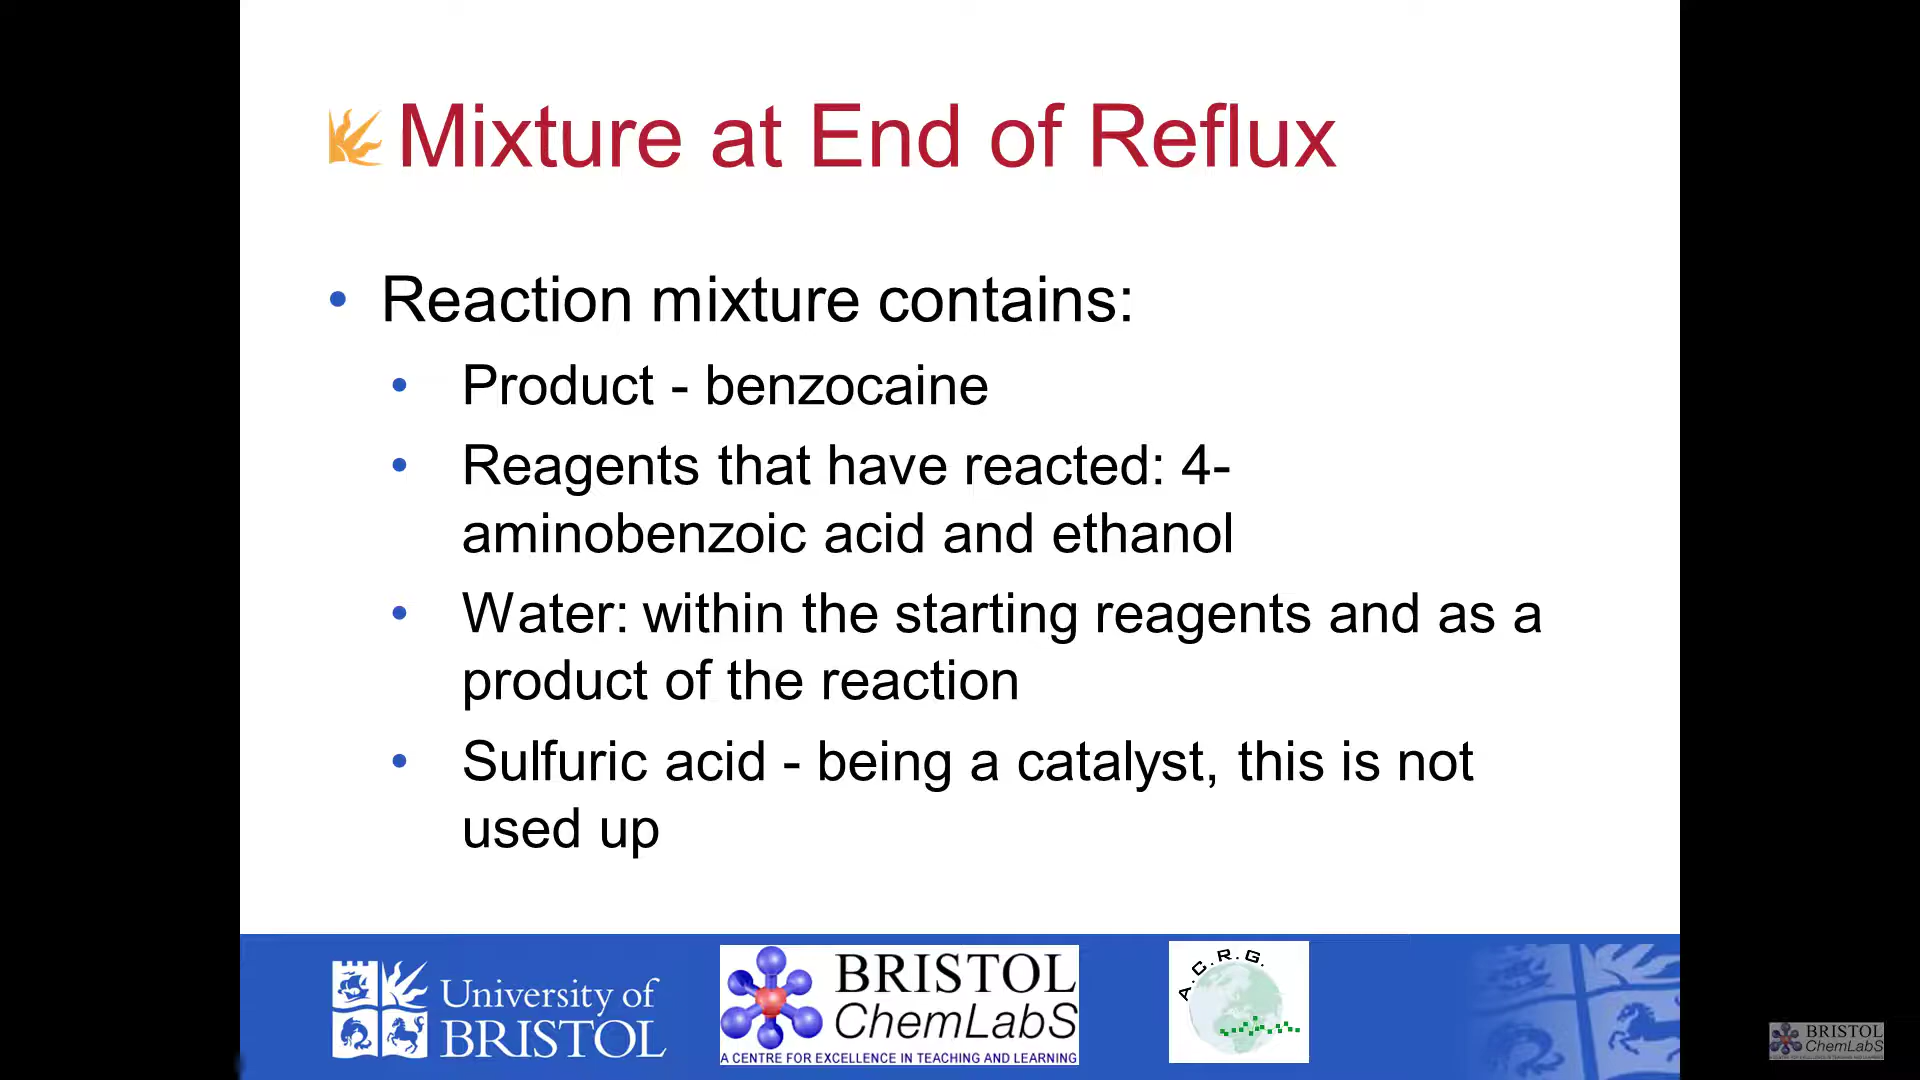 Mixture at End of Reflux
• Reaction mixture contains:
• Product - benzocaine
• Reagents that have reacted: 4-
aminobenzoic acid and ethanol
• Water: within the starting reagents and as a
product of the reaction
• Sulfuric acid - being a catalyst, this is not
used up
University of
BRISTOL
BRISTOL
ChemLabS
A CENTRE FOR EXCELLENCE IN TEACHING AND LEARNING
A.C.R.G.
BRISTOL
ChemLabS